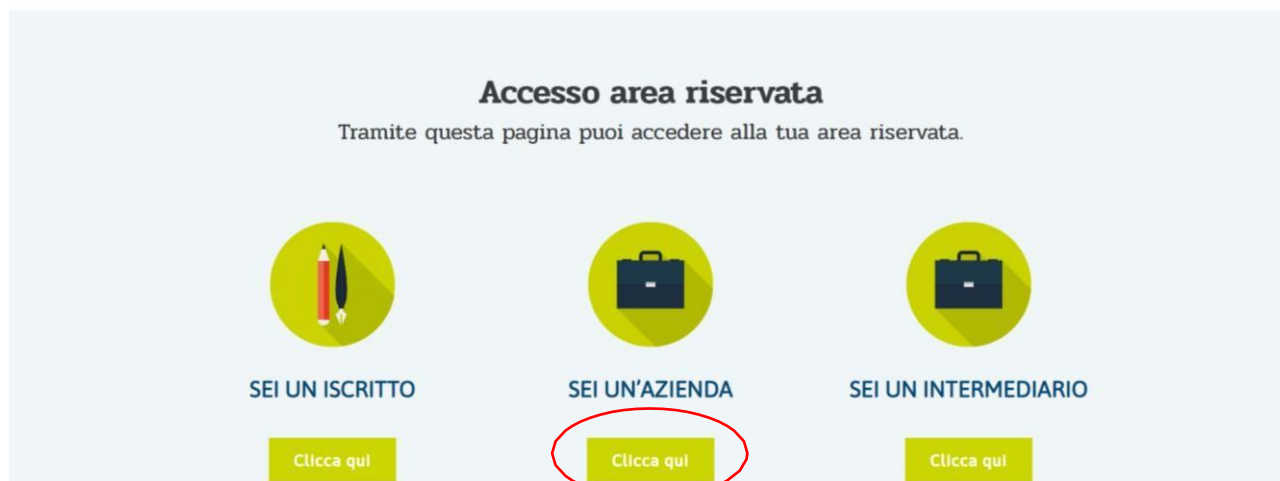 Accesso area riservata
Tramite questa pagina puoi accedere alla tua area riservata.
SEI UN ISCRITTO
SEI UN’AZIENDA
SEI UN INTERMEDIARIO
Clicca qui
Clicca qui
Clicca qui